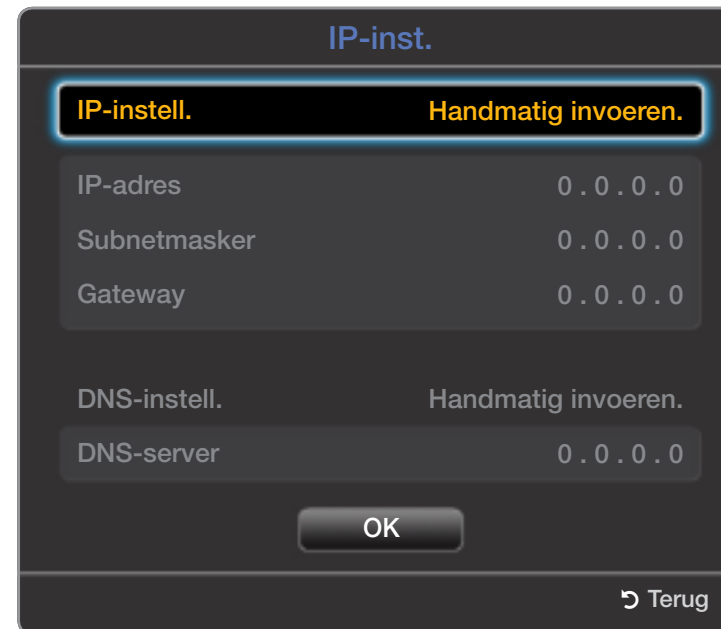 IP-inst.
IP-instell. Handmatig invoeren.
IP-adres 0.0.0.0
Subnetmasker 0.0.0.0
Gateway 0.0.0.0
DNS-instell. Handmatig invoeren.
DNS-server 0.0.0.0
OK
Terug